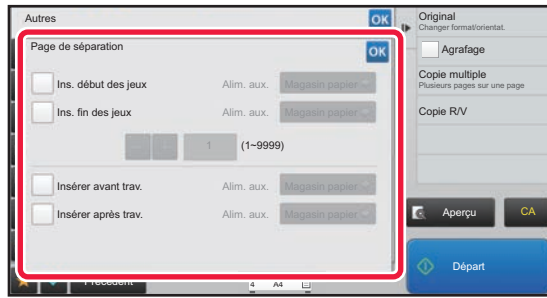 Autres
OK
Page de séparation
OK
Ins. début des jeux
Alim. aux.
Magasin papier
Ins. fin des jeux
Alim. aux.
Magasin papier
1
(1~9999)
Insérer avant trav.
Alim. aux.
Magasin papier
Insérer après trav.
Alim. aux.
Magasin papier
Précédent
4
A4
Original
Changer format/orientat.
Agrafage
Copie multiple
Plusieurs pages sur une page
Copie R/V
Aperçu
CA
Départ